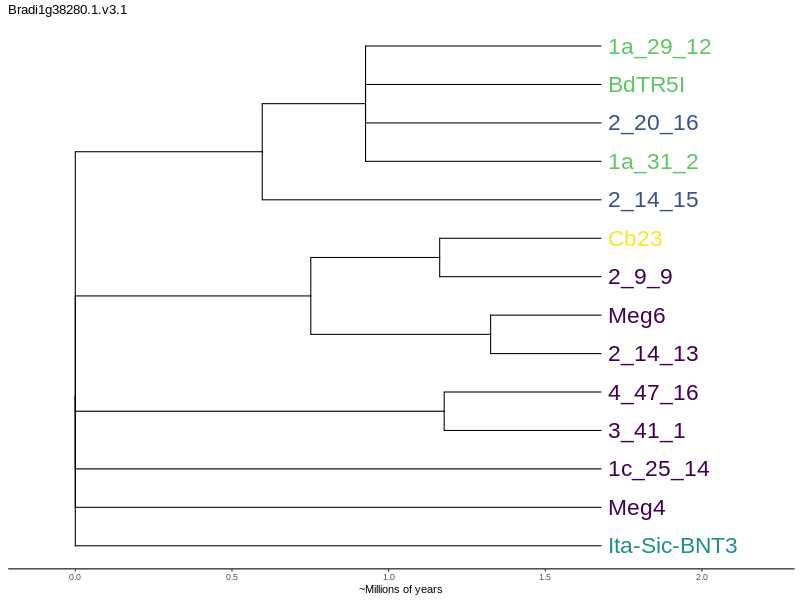 Bradi1g38280.1.v3.1
1a_29_12
BdTR5I
2_20_16
1a_31_2
2_14_15
Cb23
2_9_9
Meg6
2_14_13
4_47_16
3_41_1
1c_25_14
Meg4
Ita-Sic-BNT3
0.0 0.5 1.0 1.5 2.0
~Millions of years